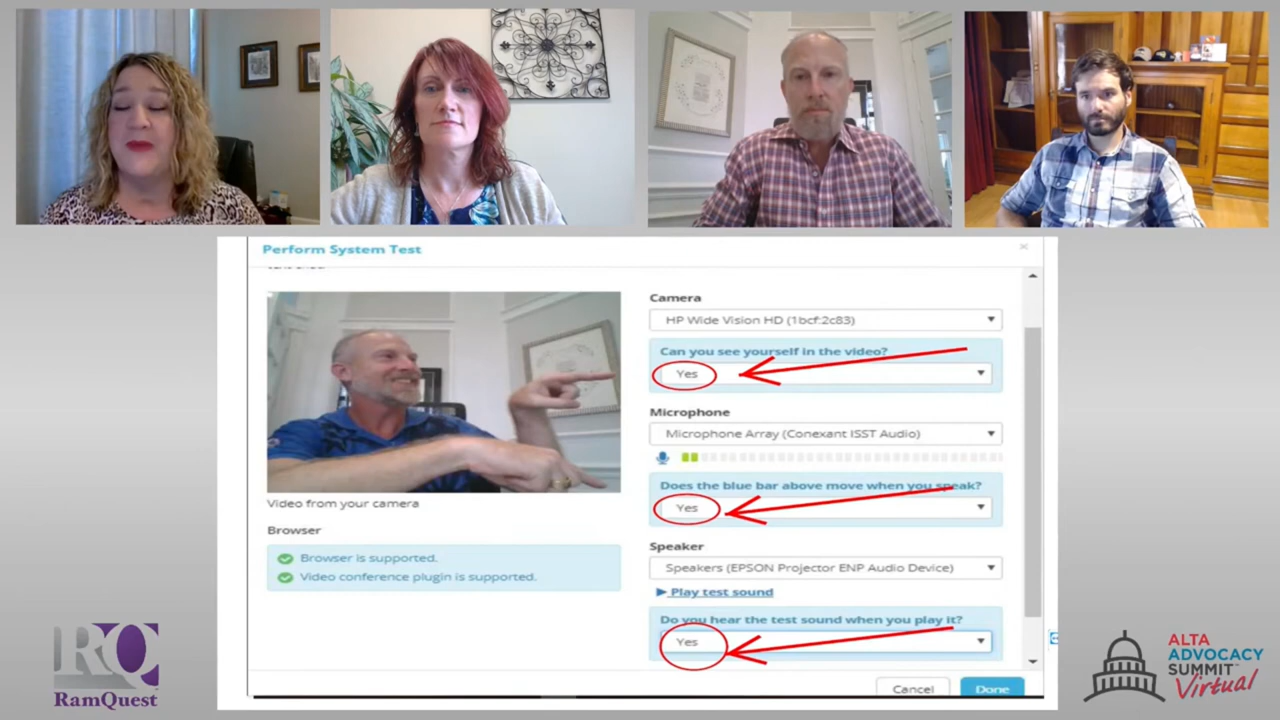 Perform System Test
×
Camera
HP Wide Vision HD (1bcf:2c83)
Can you see yourself in the video?
Yes
Microphone
Microphone Array (Conexant ISST Audio)
Does the blue bar above move when you speak?
Yes
Video from your camera
Browser
Browser is supported.
Video conference plugin is supported.
Speaker
Speakers (EPSON Projector ENP Audio Device)
Play test sound
Do you hear the test sound when you play it?
Yes
Cancel
Done
RQ
RamQuest
ALTA
ADVOCACY
SUMMIT™
Virtual